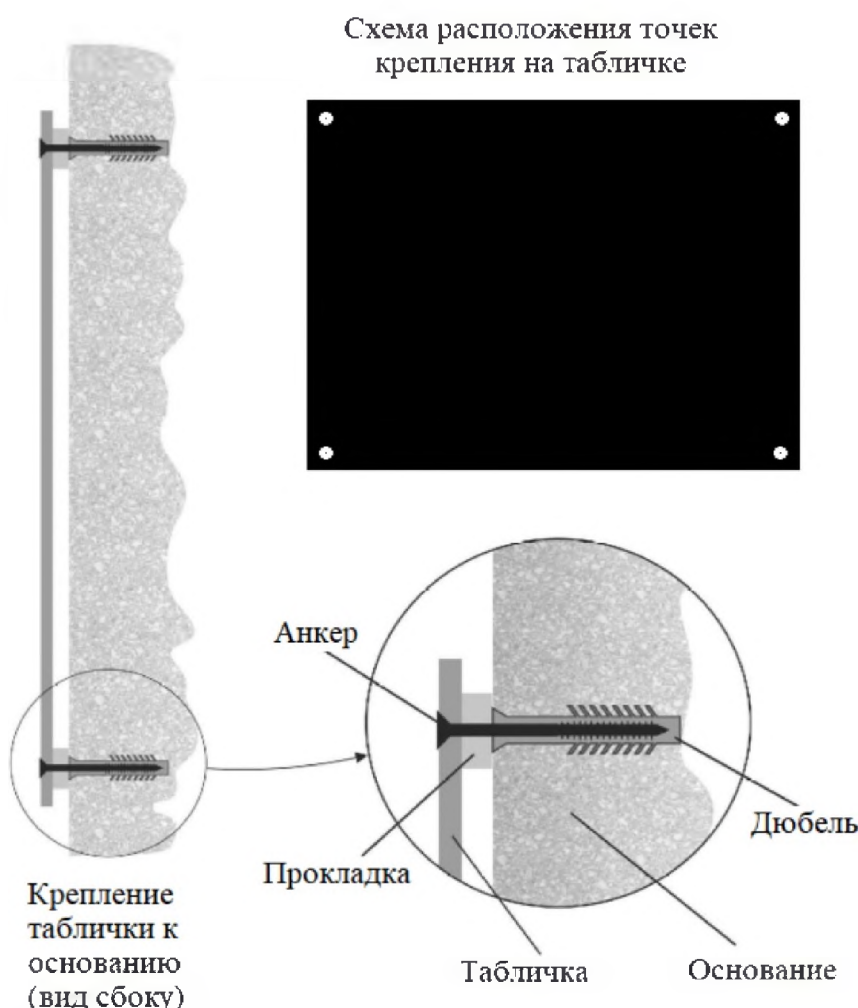 Схема расположения точек
крепления на табличке
Анкер
Дюбель
Прокладка
Крепление
таблички к
основанию
(вид сбоку)
Табличка
Основание